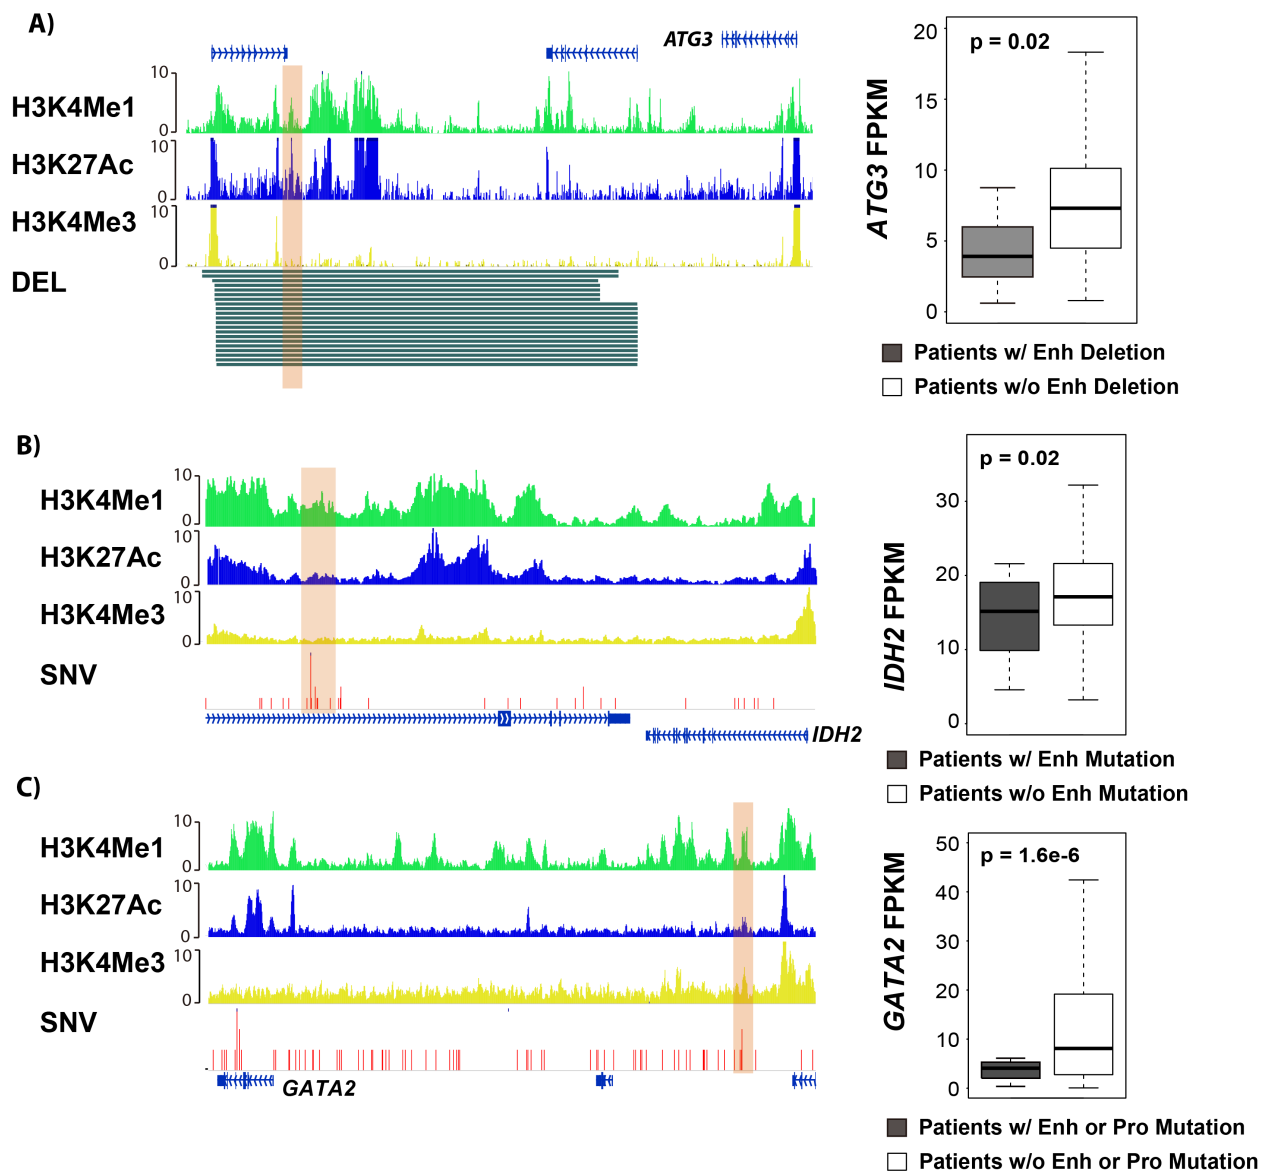 A)
ATG3
H3K4Me1
10
0
H3K27Ac
10
0
H3K4Me3
10
0
DEL
ATG3 FPKM
20
15
10
5
0
p = 0.02
Patients w/ Enh Deletion
Patients w/o Enh Deletion
B)
H3K4Me1
10
0
H3K27Ac
10
0
H3K4Me3
10
0
SNV
IDH2
IDH2 FPKM
30
20
10
0
p = 0.02
Patients w/ Enh Mutation
Patients w/o Enh Mutation
C)
H3K4Me1
10
0
H3K27Ac
10
0
H3K4Me3
10
0
SNV
GATA2
GATA2 FPKM
50
40
30
20
10
0
p = 1.6e-6
Patients w/ Enh or Pro Mutation
Patients w/o Enh or Pro Mutation